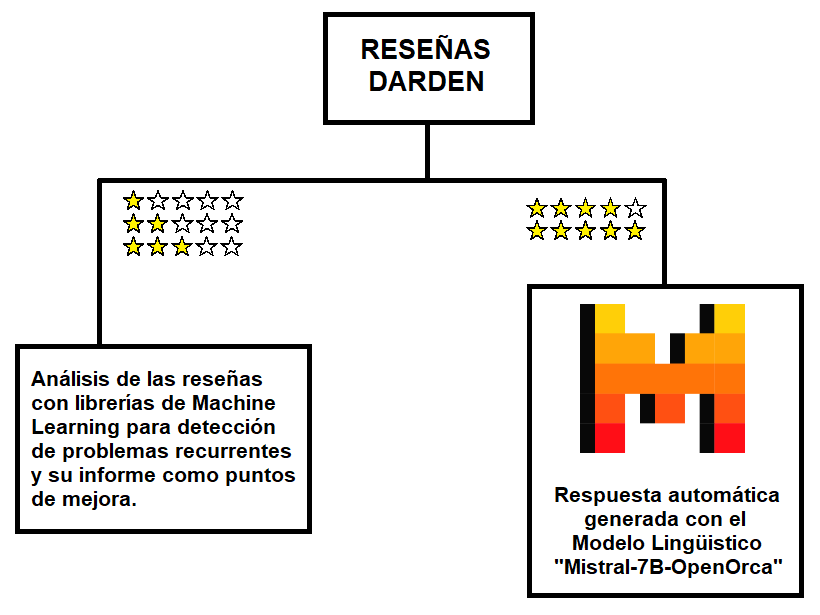 RESEÑAS
DARDEN
Análisis de las reseñas
con librerías de Machine
Learning para detección
de problemas recurrentes
y su informe como puntos
de mejora.
Respuesta automática
generada con el
Modelo Lingüistico
"Mistral-7B-OpenOrca"